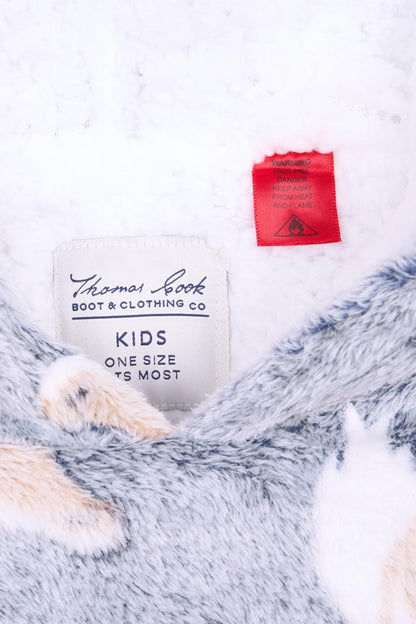 WARNING
HIGH FIRE
DANGER
KEEP AWAY
FROM HEAT
AND FLAME
Thomas Cook
BOOT & CLOTHING CO
KIDS
ONE SIZE
TS MOST